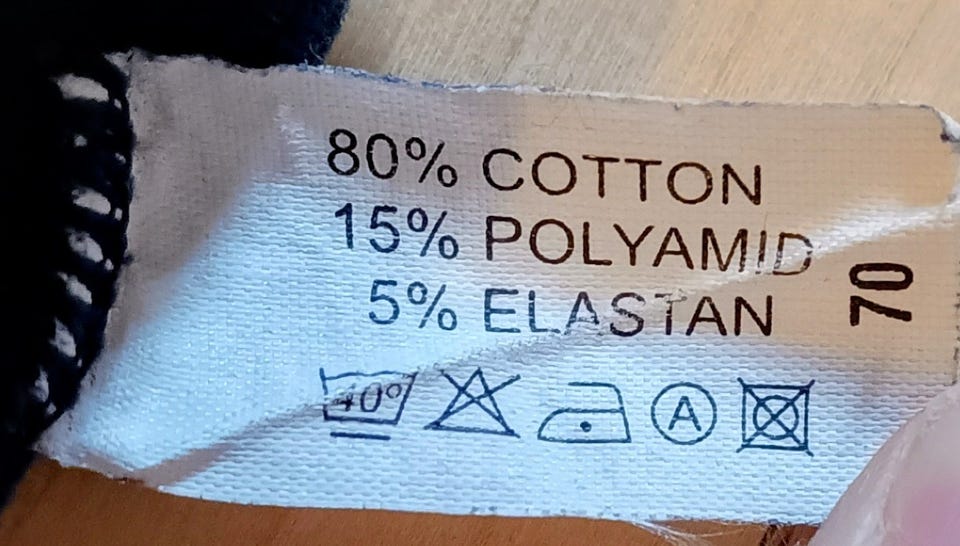 80% COTTON
15% POLYAMID
5% ELASTAN
70
40°
A